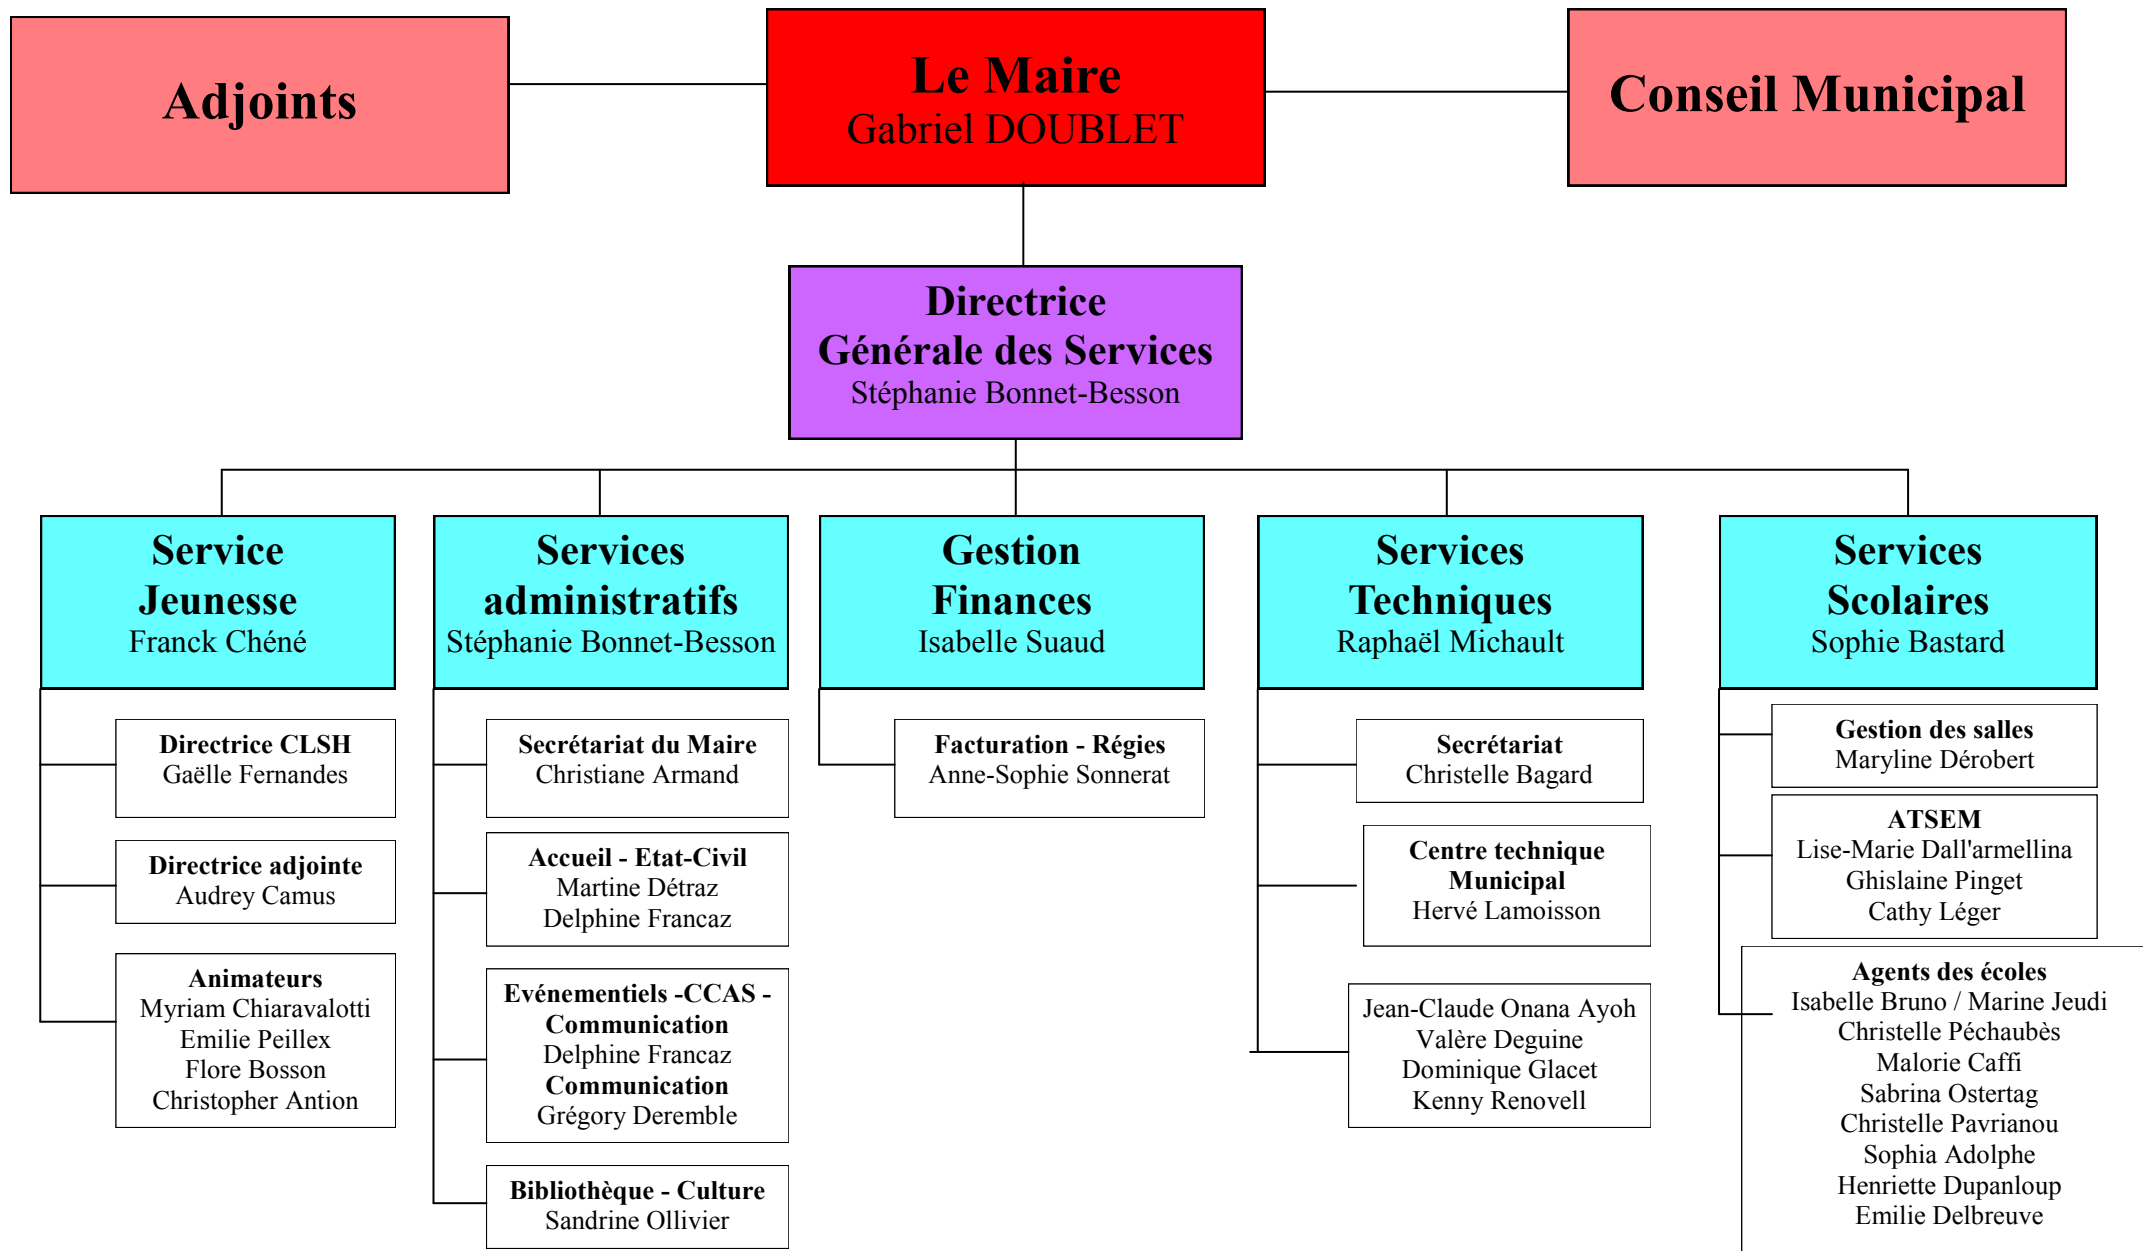 Adjoints
Le Maire
Gabriel DOUBLET
Conseil Municipal
Directrice
Générale des Services
Stéphanie Bonnet-Besson
Service
Jeunesse
Franck Chéné
Directrice CLSH
Gaëlle Fernandes
Directrice adjointe
Audrey Camus
Animateurs
Myriam Chiaravalotti
Emilie Peillex
Flore Bosson
Christopher Antion
Services
administratifs
Stéphanie Bonnet-Besson
Secrétariat du Maire
Christiane Armand
Accueil - Etat-Civil
Martine Détraz
Delphine Francaz
Evénementiels -CCAS -
Communication
Delphine Francaz
Communication
Grégory Deremble
Bibliothèque - Culture
Sandrine Ollivier
Gestion
Finances
Isabelle Suaud
Facturation - Régies
Anne-Sophie Sonnerat
Services
Techniques
Raphaël Michault
Secrétariat
Christelle Bagard
Centre technique
Municipal
Hervé Lamoisson
Jean-Claude Onana Ayoh
Valère Deguine
Dominique Glacet
Kenny Renovell
Services
Scolaires
Sophie Bastard
Gestion des salles
Maryline Dérobert
ATSEM
Lise-Marie Dall'armellina
Ghislaine Pinget
Cathy Léger
Agents des écoles
Isabelle Bruno / Marine Jeudi
Christelle Péchaubès
Malorie Caffi
Sabrina Ostertag
Christelle Pavrianou
Sophia Adolphe
Henriette Dupanloup
Emilie Delbreuve